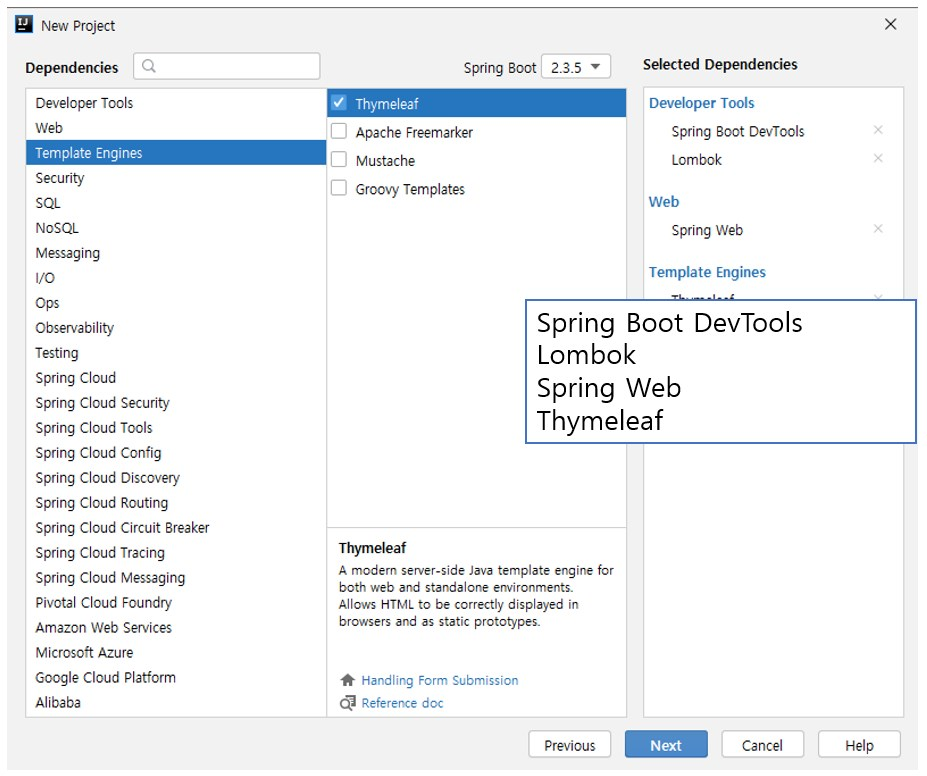 New Project
Dependencies
Spring Boot 2.3.5
Selected Dependencies
Developer Tools
Web
Template Engines
Security
SQL
NoSQL
Messaging
I/O
Ops
Observability
Testing
Spring Cloud
Spring Cloud Security
Spring Cloud Tools
Spring Cloud Config
Spring Cloud Discovery
Spring Cloud Routing
Spring Cloud Circuit Breaker
Spring Cloud Tracing
Spring Cloud Messaging
Pivotal Cloud Foundry
Amazon Web Services
Microsoft Azure
Google Cloud Platform
Alibaba
Thymeleaf
Apache Freemarker
Mustache
Groovy Templates
Thymeleaf
A modern server-side Java template engine for
both web and standalone environments.
Allows HTML to be correctly displayed in
browsers and as static prototypes.
Handling Form Submission
Reference doc
Developer Tools
Spring Boot DevTools
Lombok
Web
Spring Web
Template Engines
Thymeleaf
Spring Boot DevTools
Lombok
Spring Web
Thymeleaf
Previous
Next
Cancel
Help